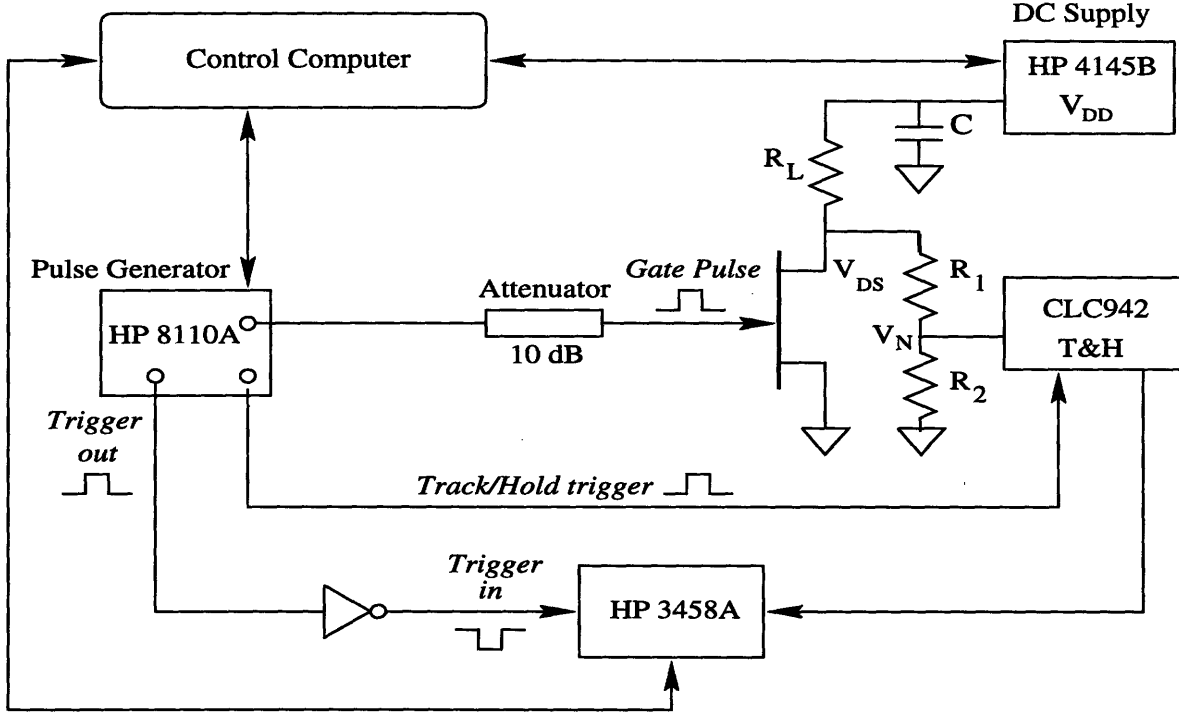 DC Supply
Control Computer
HP 4145B
V_DD
C
R_L
Pulse Generator
Gate Pulse
V_DS
R_1
Attenuator
HP 8110A
CLC942
T&H
V_N
10 dB
R_2
Trigger
out
Track/Hold trigger
Trigger
in
HP 3458A